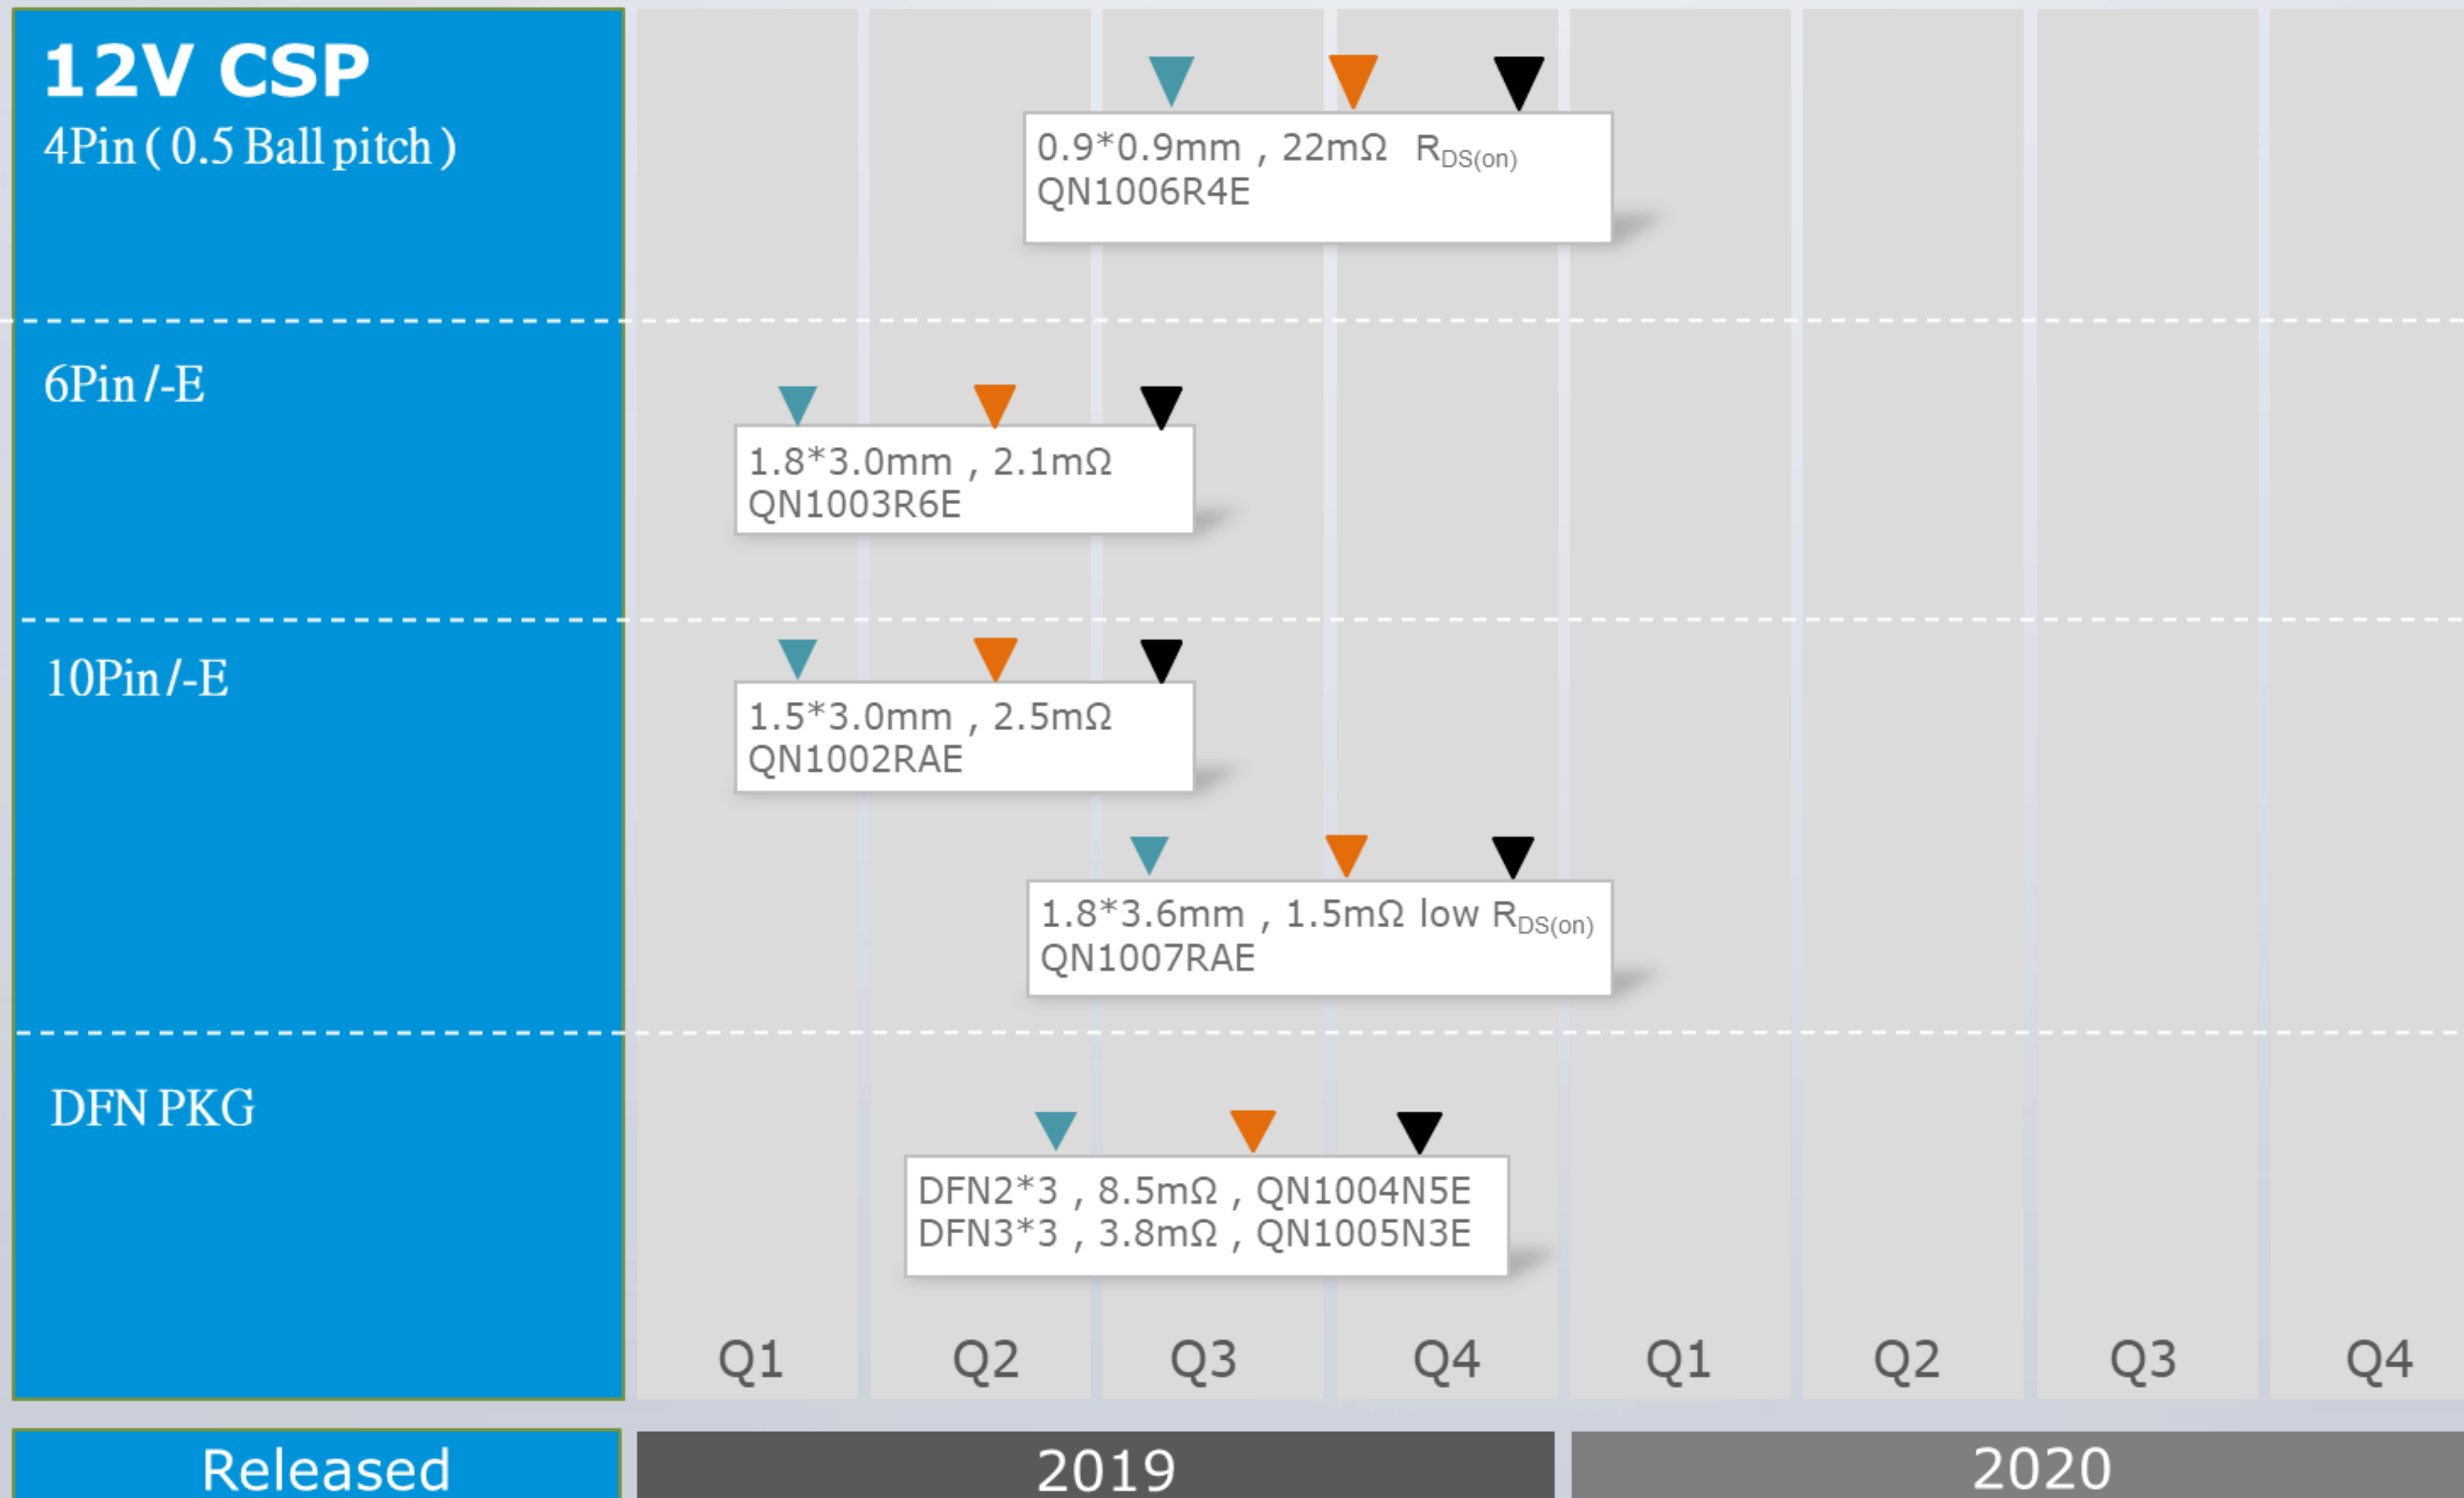 12V CSP
4Pin ( 0.5 Ball pitch )
0.9*0.9mm , 22mΩ RDS(on)
QN1006R4E
6Pin /-E
1.8*3.0mm , 2.1mΩ
QN1003R6E
10Pin /-E
1.5*3.0mm , 2.5mΩ
QN1002RAE
1.8*3.6mm , 1.5mΩ low RDS(on)
QN1007RAE
DFN PKG
DFN2*3 , 8.5mΩ , QN1004N5E
DFN3*3 , 3.8mΩ , QN1005N3E
Q1 Q2 Q3 Q4 Q1 Q2 Q3 Q4
Released 2019 2020